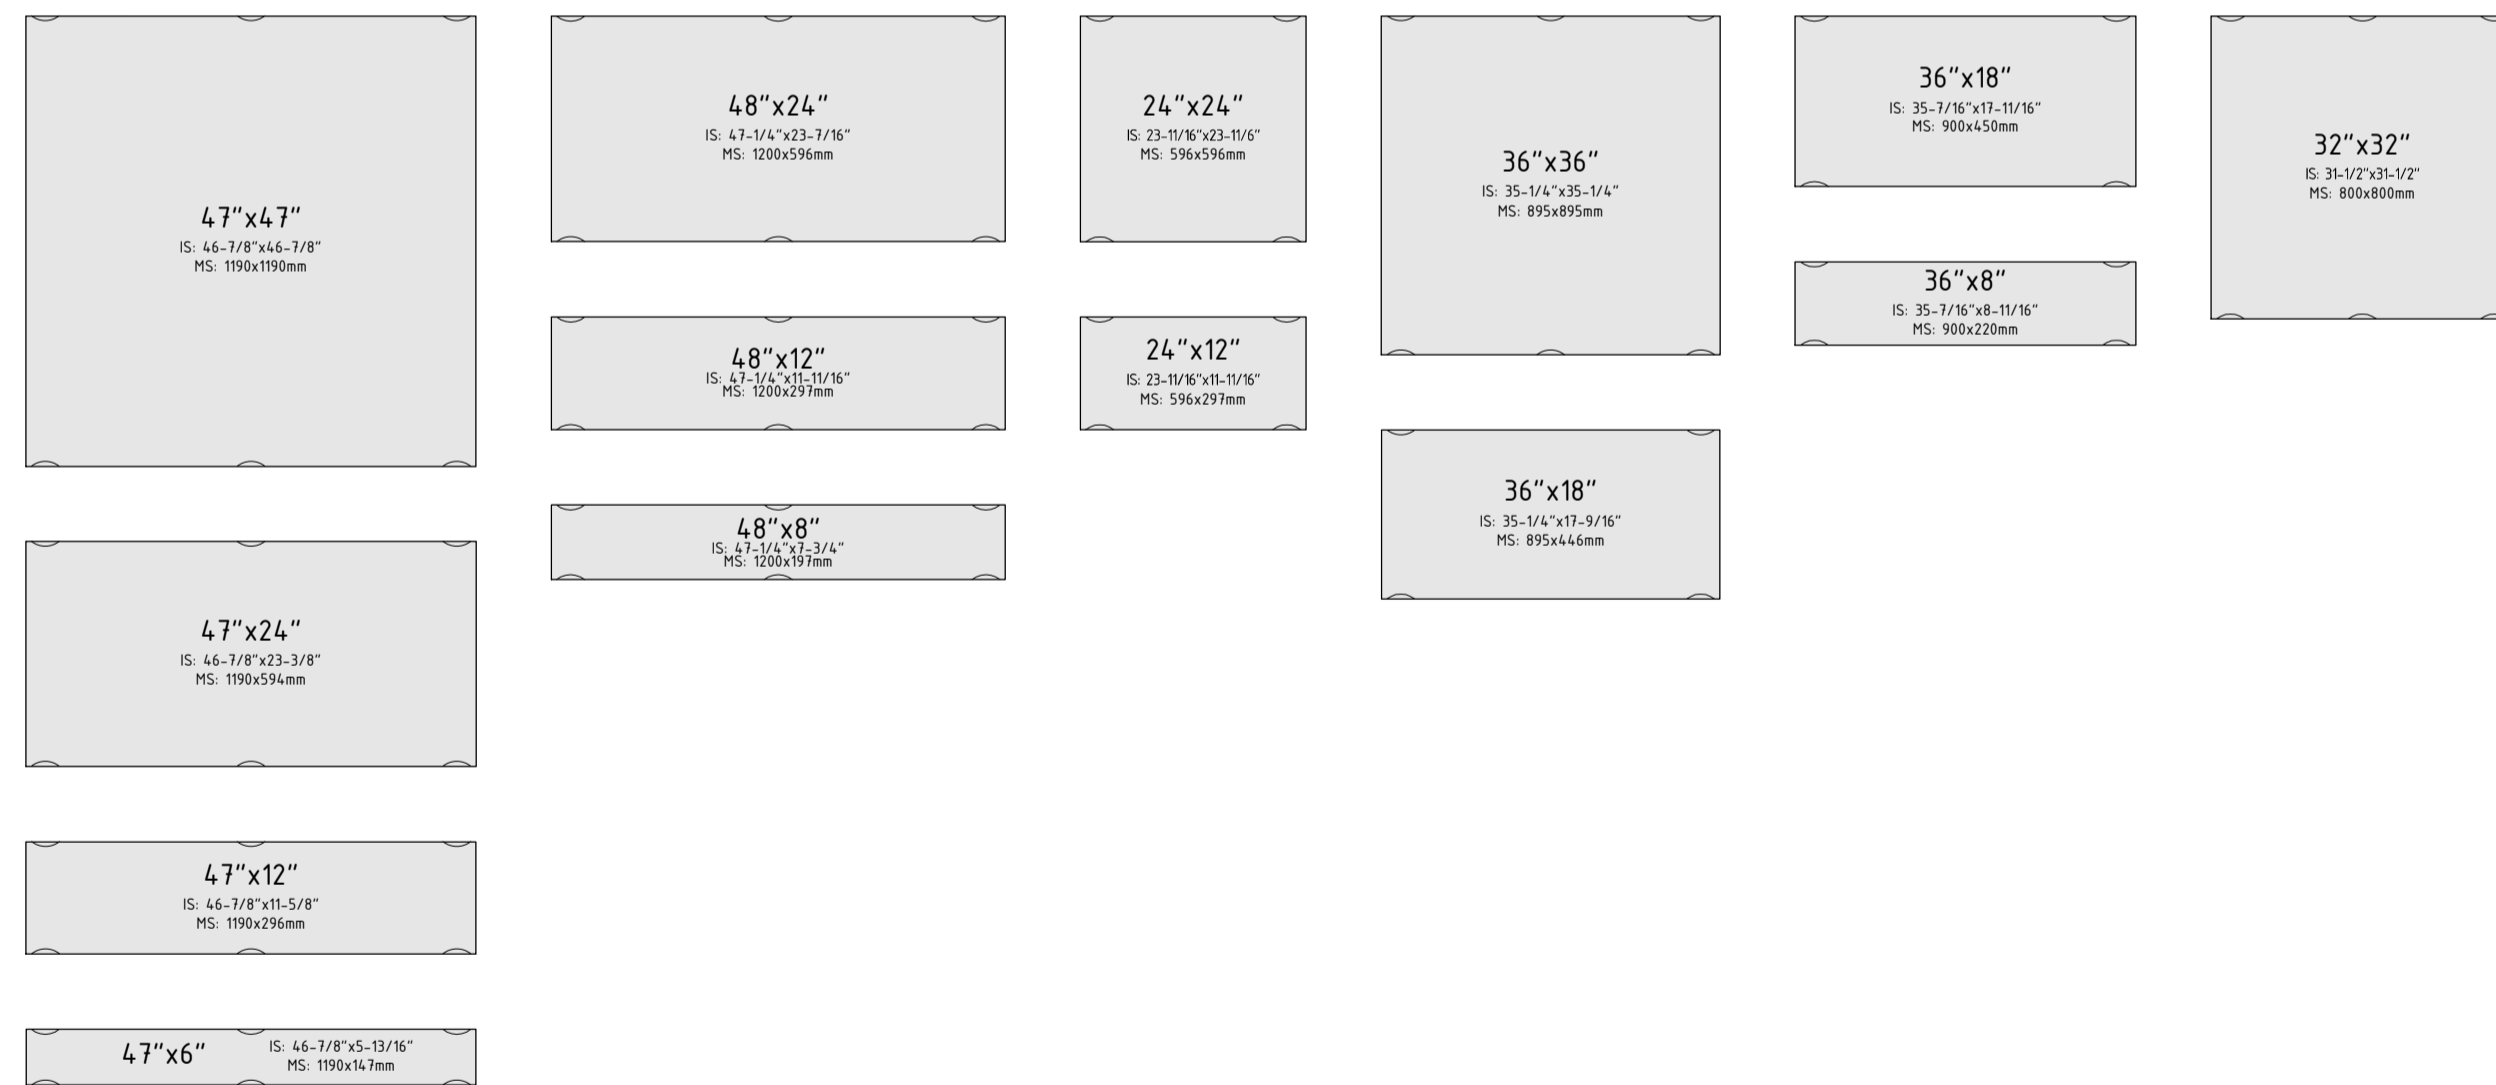 47"x47"
IS: 46-7/8"x46-7/8"
MS: 1190x1190mm
47"x24"
IS: 46-7/8"x23-3/8"
MS: 1190x594mm
47"x12"
IS: 46-7/8"x11-5/8"
MS: 1190x296mm
47"x6"
IS: 46-7/8"x5-13/16"
MS: 1190x147mm
48"x24"
IS: 47-1/4"x23-7/16"
MS: 1200x596mm
48"x12"
IS: 47-1/4"x11-11/16"
MS: 1200x297mm
48"x8"
IS: 47-1/4"x7-3/4"
MS: 1200x197mm
24"x24"
IS: 23-11/16"x23-11/6"
MS: 596x596mm
24"x12"
IS: 23-11/16"x11-11/16"
MS: 596x297mm
36"x36"
IS: 35-1/4"x35-1/4"
MS: 895x895mm
36"x18"
IS: 35-1/4"x17-9/16"
MS: 895x446mm
36"x18"
IS: 35-7/16"x17-11/16"
MS: 900x450mm
36"x8"
IS: 35-7/16"x8-11/16"
MS: 900x220mm
32"x32"
IS: 31-1/2"x31-1/2"
MS: 800x800mm